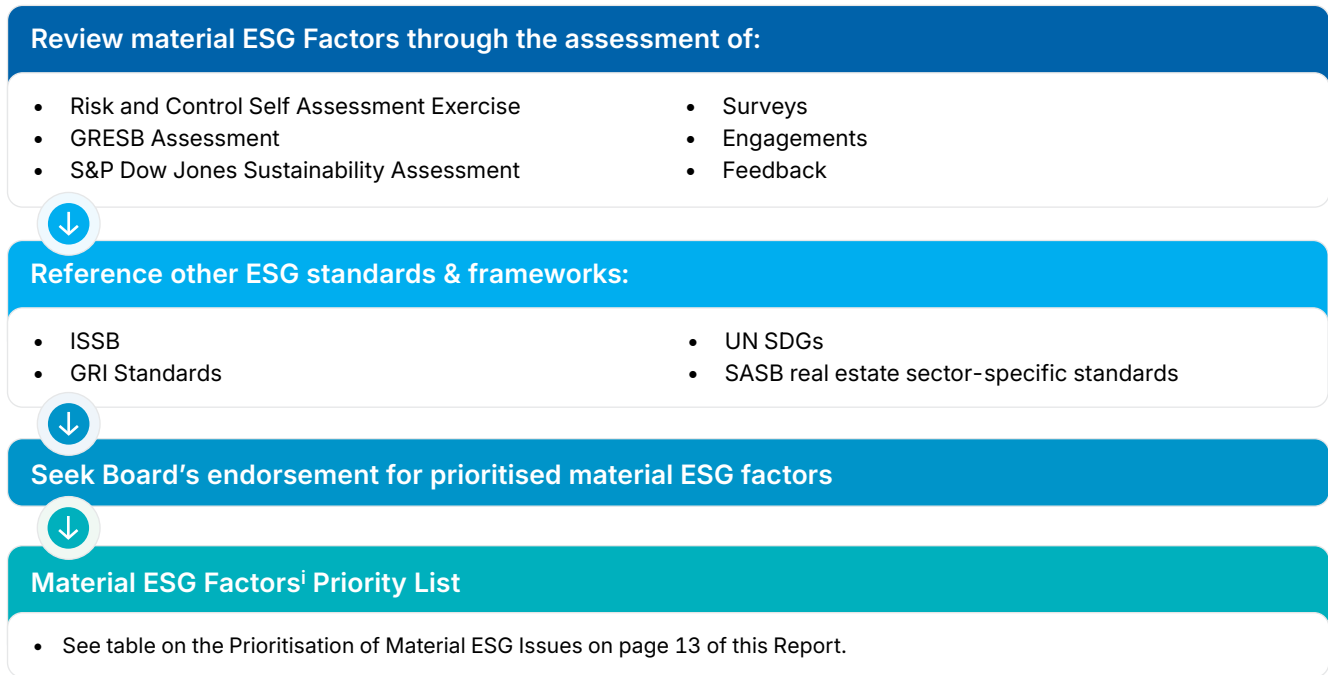 Review material ESG Factors through the assessment of:
• Risk and Control Self Assessment Exercise
• GRESB Assessment
• S&P Dow Jones Sustainability Assessment
• Surveys
• Engagements
• Feedback
Reference other ESG standards & frameworks:
• ISSB
• GRI Standards
• UN SDGs
• SASB real estate sector-specific standards
Seek Board’s endorsement for prioritised material ESG factors
Material ESG Factorsⁱ Priority List
• See table on the Prioritisation of Material ESG Issues on page 13 of this Report.